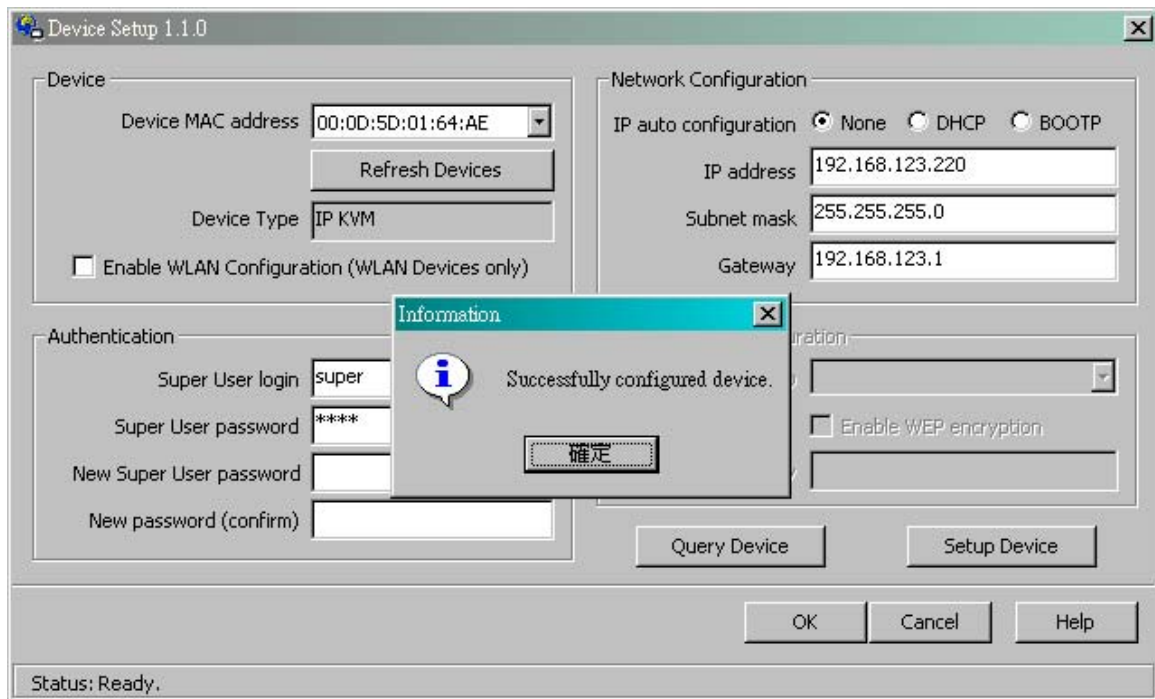 Device Setup 1.1.0
Device
Device MAC address 00:0D:5D:01:64:AE
Refresh Devices
Device Type IP KVM
Enable WLAN Configuration (WLAN Devices only)
Network Configuration
IP auto configuration None DHCP BOOTP
IP address 192.168.123.220
Subnet mask 255.255.255.0
Gateway 192.168.123.1
Authentication
Super User login super
Super User password ****
New Super User password
New password (confirm)
Information
Successfully configured device.
確定
Enable WEP encryption
Query Device
Setup Device
OK
Cancel
Help
Status: Ready.